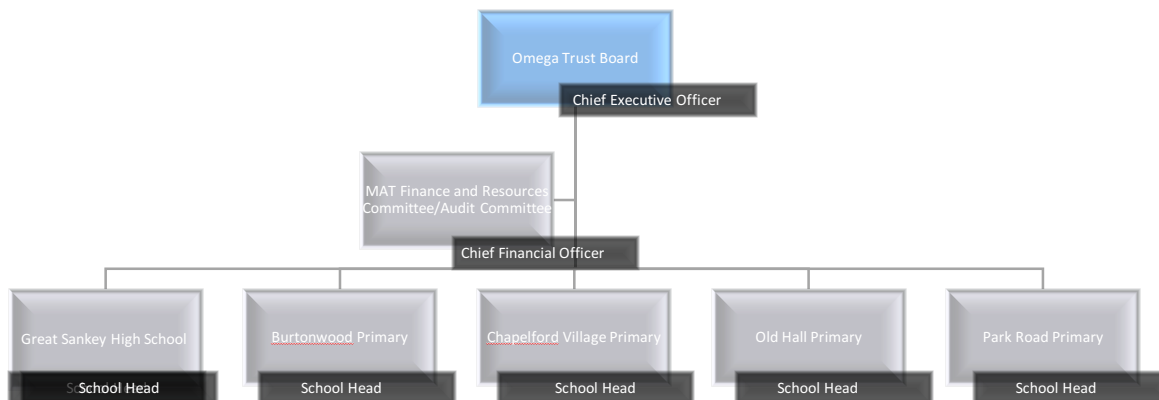 Omega Trust Board
Chief Executive Officer
MAT Finance and Resources
Committee/Audit Committee
Chief Financial Officer
Great Sankey High School
Burtonwood Primary
Chapelford Village Primary
Old Hall Primary
Park Road Primary
School Head
School Head
School Head
School Head
School Head